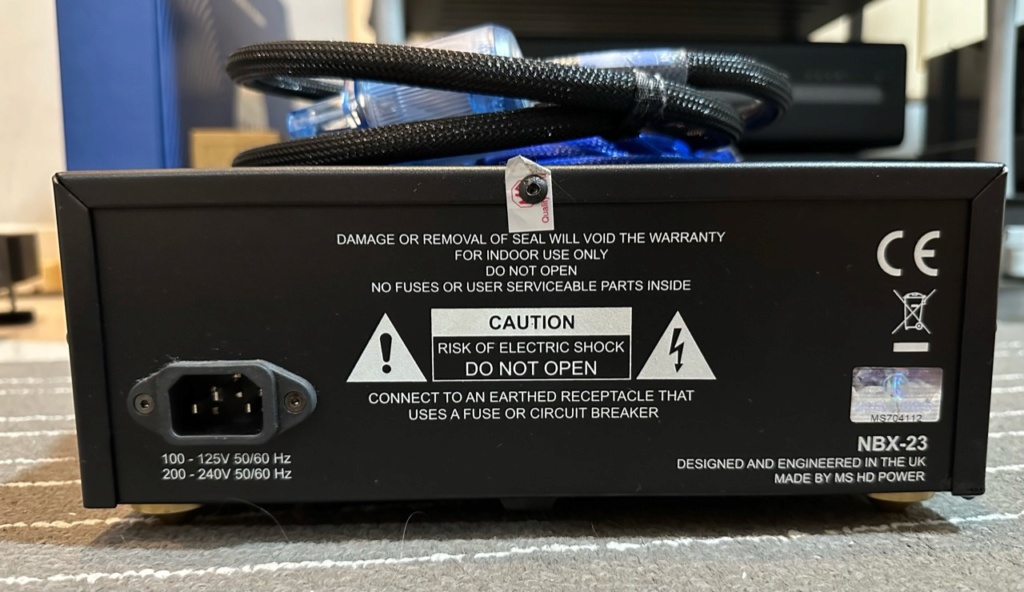 Quality
DAMAGE OR REMOVAL OF SEAL WILL VOID THE WARRANTY
FOR INDOOR USE ONLY
DO NOT OPEN
NO FUSES OR USER SERVICEABLE PARTS INSIDE
CE
CAUTION
RISK OF ELECTRIC SHOCK
DO NOT OPEN
CONNECT TO AN EARTHED RECEPTACLE THAT
USES A FUSE OR CIRCUIT BREAKER
MS704112
100 - 125V 50/60 Hz
200 - 240V 50/60 Hz
NBX-23
DESIGNED AND ENGINEERED IN THE UK
MADE BY MS HD POWER